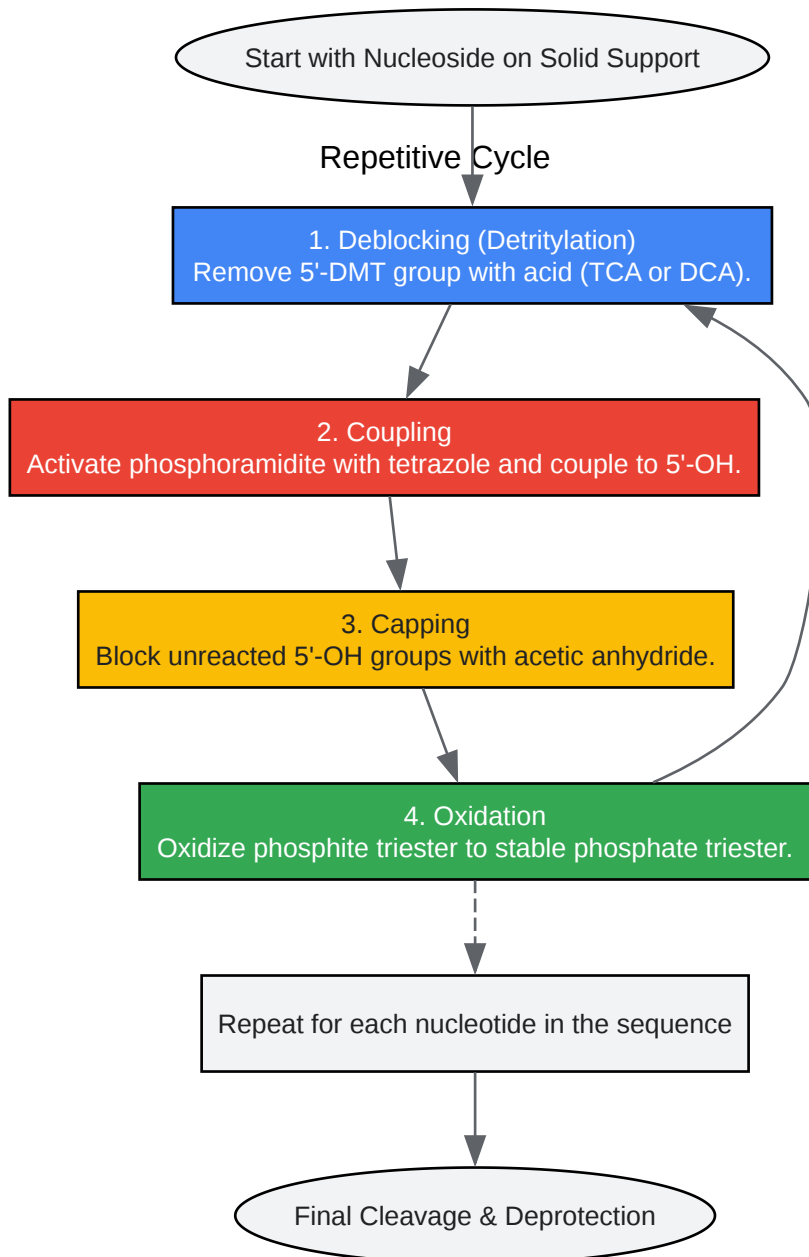 Start with Nucleoside on Solid Support
Repetitive Cycle
1. Deblocking (Detritylation)
Remove 5'-DMT group with acid (TCA or DCA).
2. Coupling
Activate phosphoramidite with tetrazole and couple to 5'-OH.
3. Capping
Block unreacted 5'-OH groups with acetic anhydride.
4. Oxidation
Oxidize phosphite triester to stable phosphate triester.
Repeat for each nucleotide in the sequence
Final Cleavage & Deprotection